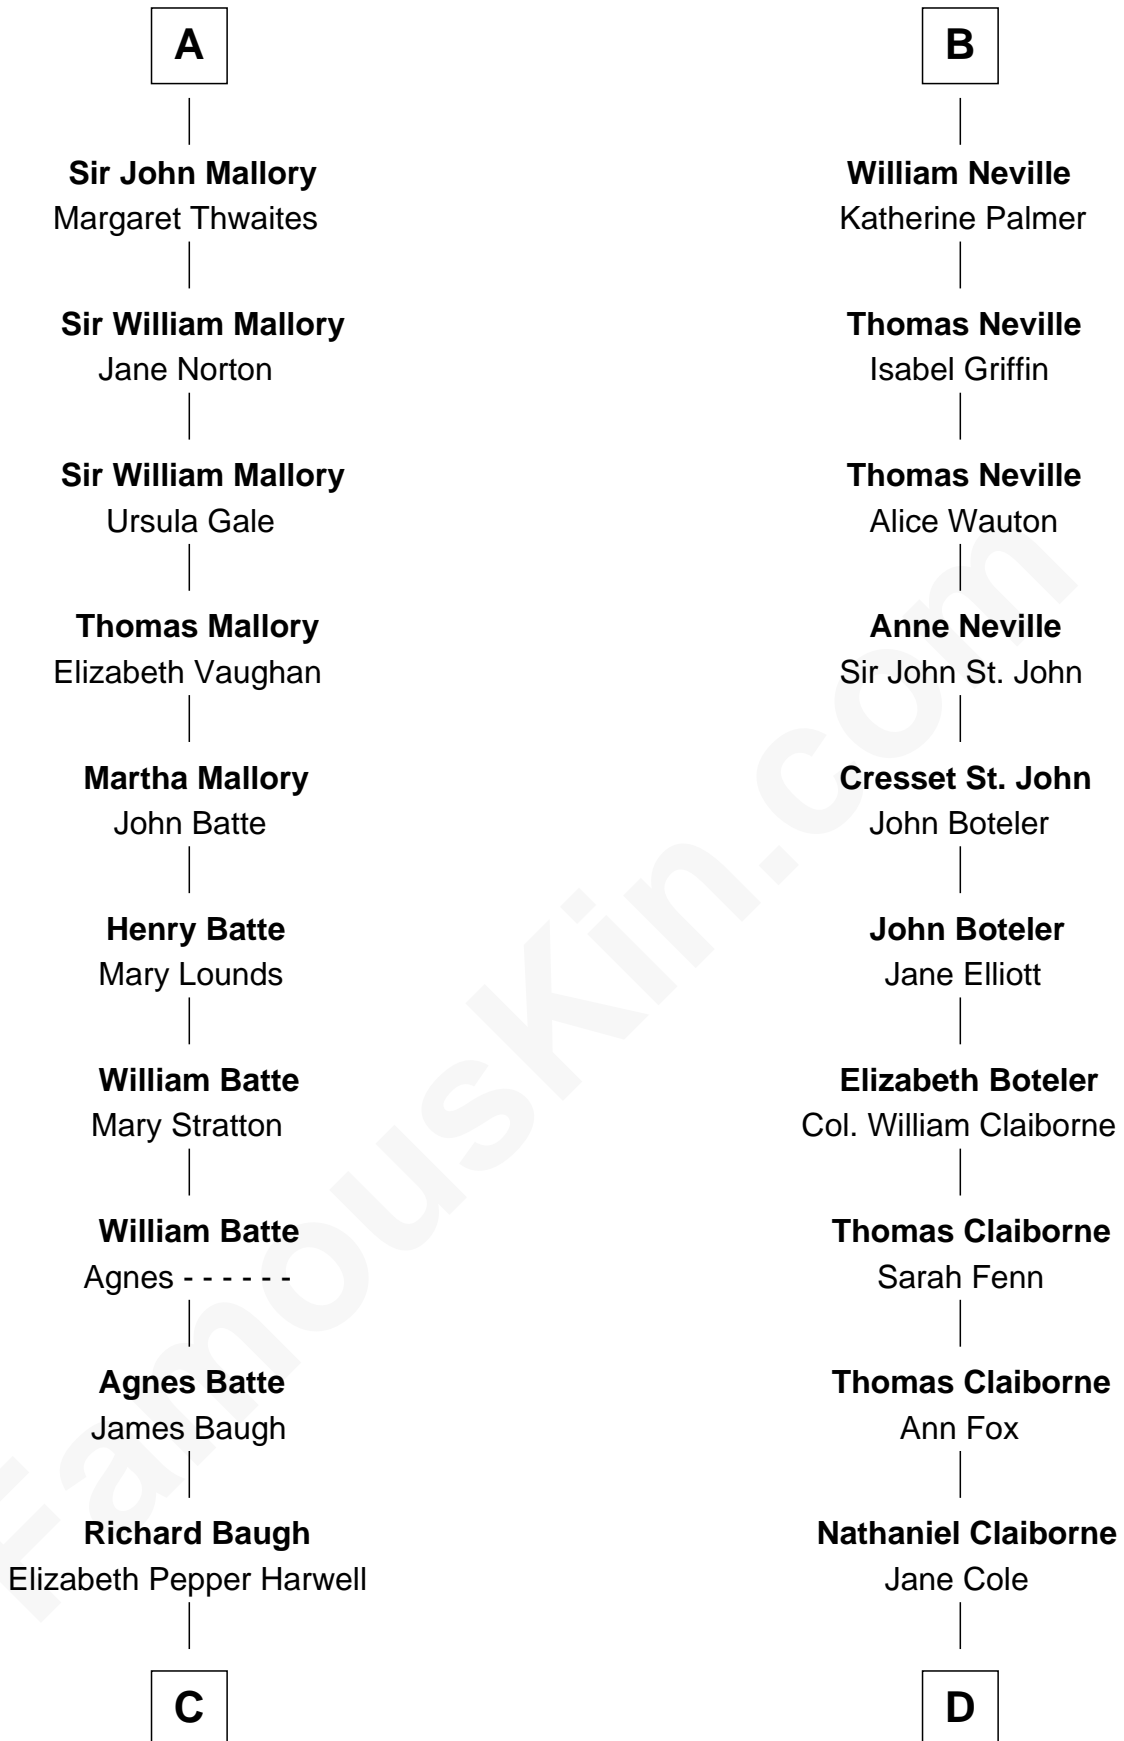 A
Sir John Mallory
Margaret Thwaites
Sir William Mallory
Jane Norton
Sir William Mallory
Ursula Gale
Thomas Mallory
Elizabeth Vaughan
Martha Mallory
John Batte
Henry Batte
Mary Lounds
William Batte
Mary Stratton
William Batte
Agnes - - - - - -
Agnes Batte
James Baugh
Richard Baugh
Elizabeth Pepper Harwell
C
B
William Neville
Katherine Palmer
Thomas Neville
Isabel Griffin
Thomas Neville
Alice Wauton
Anne Neville
Sir John St. John
Cresset St. John
John Boteler
John Boteler
Jane Elliott
Elizabeth Boteler
Col. William Claiborne
Thomas Claiborne
Sarah Fenn
Thomas Claiborne
Ann Fox
Nathaniel Claiborne
Jane Cole
D
FamousKin.com